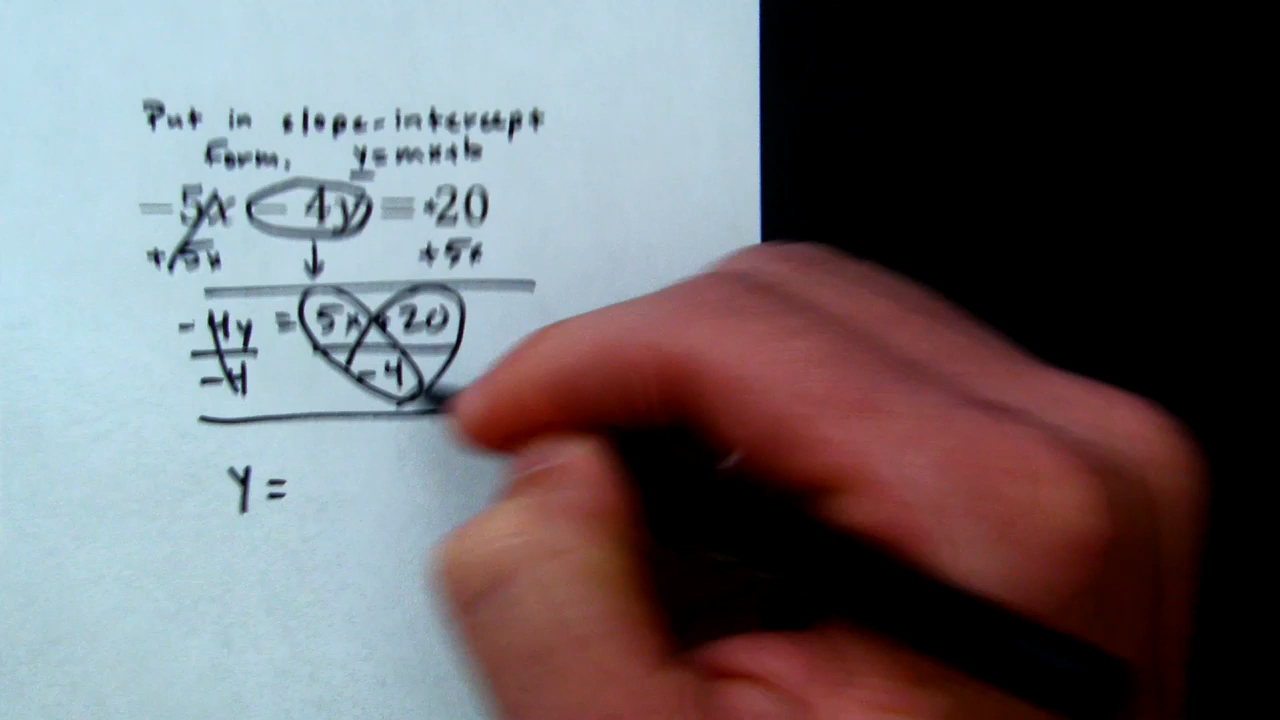 Put in slope-intercept
Form, y=mx+b
-5x - 4y = +20
+5x +5x
-4y = 5x+20
-4 -4
y =